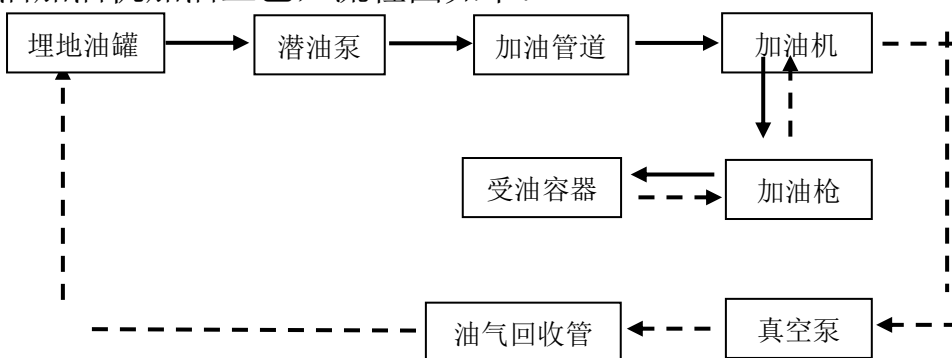 埋地油罐
潜油泵
加油管道
加油机
受油容器
加油枪
油气回收管
真空泵